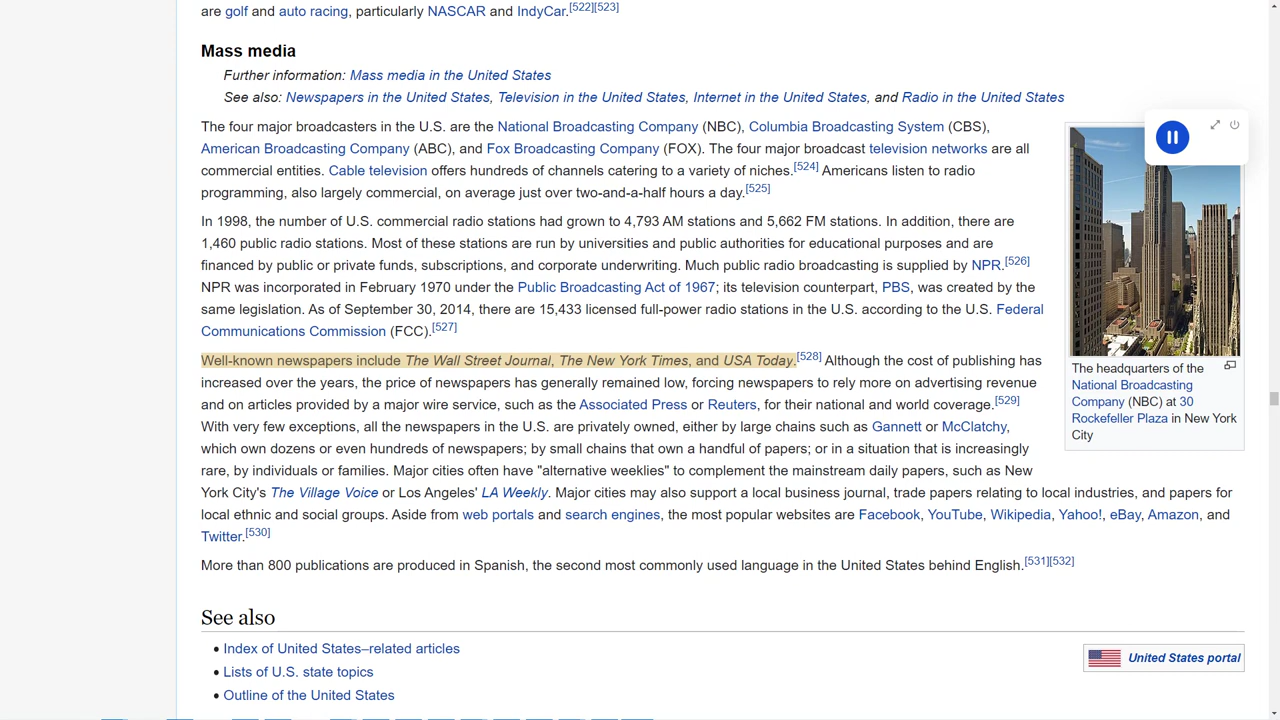 are golf and auto racing, particularly NASCAR and IndyCar.[522][523]
Mass media
Further information: Mass media in the United States
See also: Newspapers in the United States, Television in the United States, Internet in the United States, and Radio in the United States
The four major broadcasters in the U.S. are the National Broadcasting Company (NBC), Columbia Broadcasting System (CBS),
American Broadcasting Company (ABC), and Fox Broadcasting Company (FOX). The four major broadcast television networks are all
commercial entities. Cable television offers hundreds of channels catering to a variety of niches.[524] Americans listen to radio
programming, also largely commercial, on average just over two-and-a-half hours a day.[525]
In 1998, the number of U.S. commercial radio stations had grown to 4,793 AM stations and 5,662 FM stations. In addition, there are
1,460 public radio stations. Most of these stations are run by universities and public authorities for educational purposes and are
financed by public or private funds, subscriptions, and corporate underwriting. Much public radio broadcasting is supplied by NPR.[526]
NPR was incorporated in February 1970 under the Public Broadcasting Act of 1967; its television counterpart, PBS, was created by the
same legislation. As of September 30, 2014, there are 15,433 licensed full-power radio stations in the U.S. according to the U.S. Federal
Communications Commission (FCC).[527]
Well-known newspapers include The Wall Street Journal, The New York Times, and USA Today.[528] Although the cost of publishing has
increased over the years, the price of newspapers has generally remained low, forcing newspapers to rely more on advertising revenue
and on articles provided by a major wire service, such as the Associated Press or Reuters, for their national and world coverage.[529]
With very few exceptions, all the newspapers in the U.S. are privately owned, either by large chains such as Gannett or McClatchy,
which own dozens or even hundreds of newspapers; by small chains that own a handful of papers; or in a situation that is increasingly
rare, by individuals or families. Major cities often have "alternative weeklies" to complement the mainstream daily papers, such as New
York City's The Village Voice or Los Angeles' LA Weekly. Major cities may also support a local business journal, trade papers relating to local industries, and papers for
local ethnic and social groups. Aside from web portals and search engines, the most popular websites are Facebook, YouTube, Wikipedia, Yahoo!, eBay, Amazon, and
Twitter.[530]
More than 800 publications are produced in Spanish, the second most commonly used language in the United States behind English.[531][532]
The headquarters of the
National Broadcasting
Company (NBC) at 30
Rockefeller Plaza in New York
City
See also
• Index of United States–related articles
• Lists of U.S. state topics
• Outline of the United States
United States portal